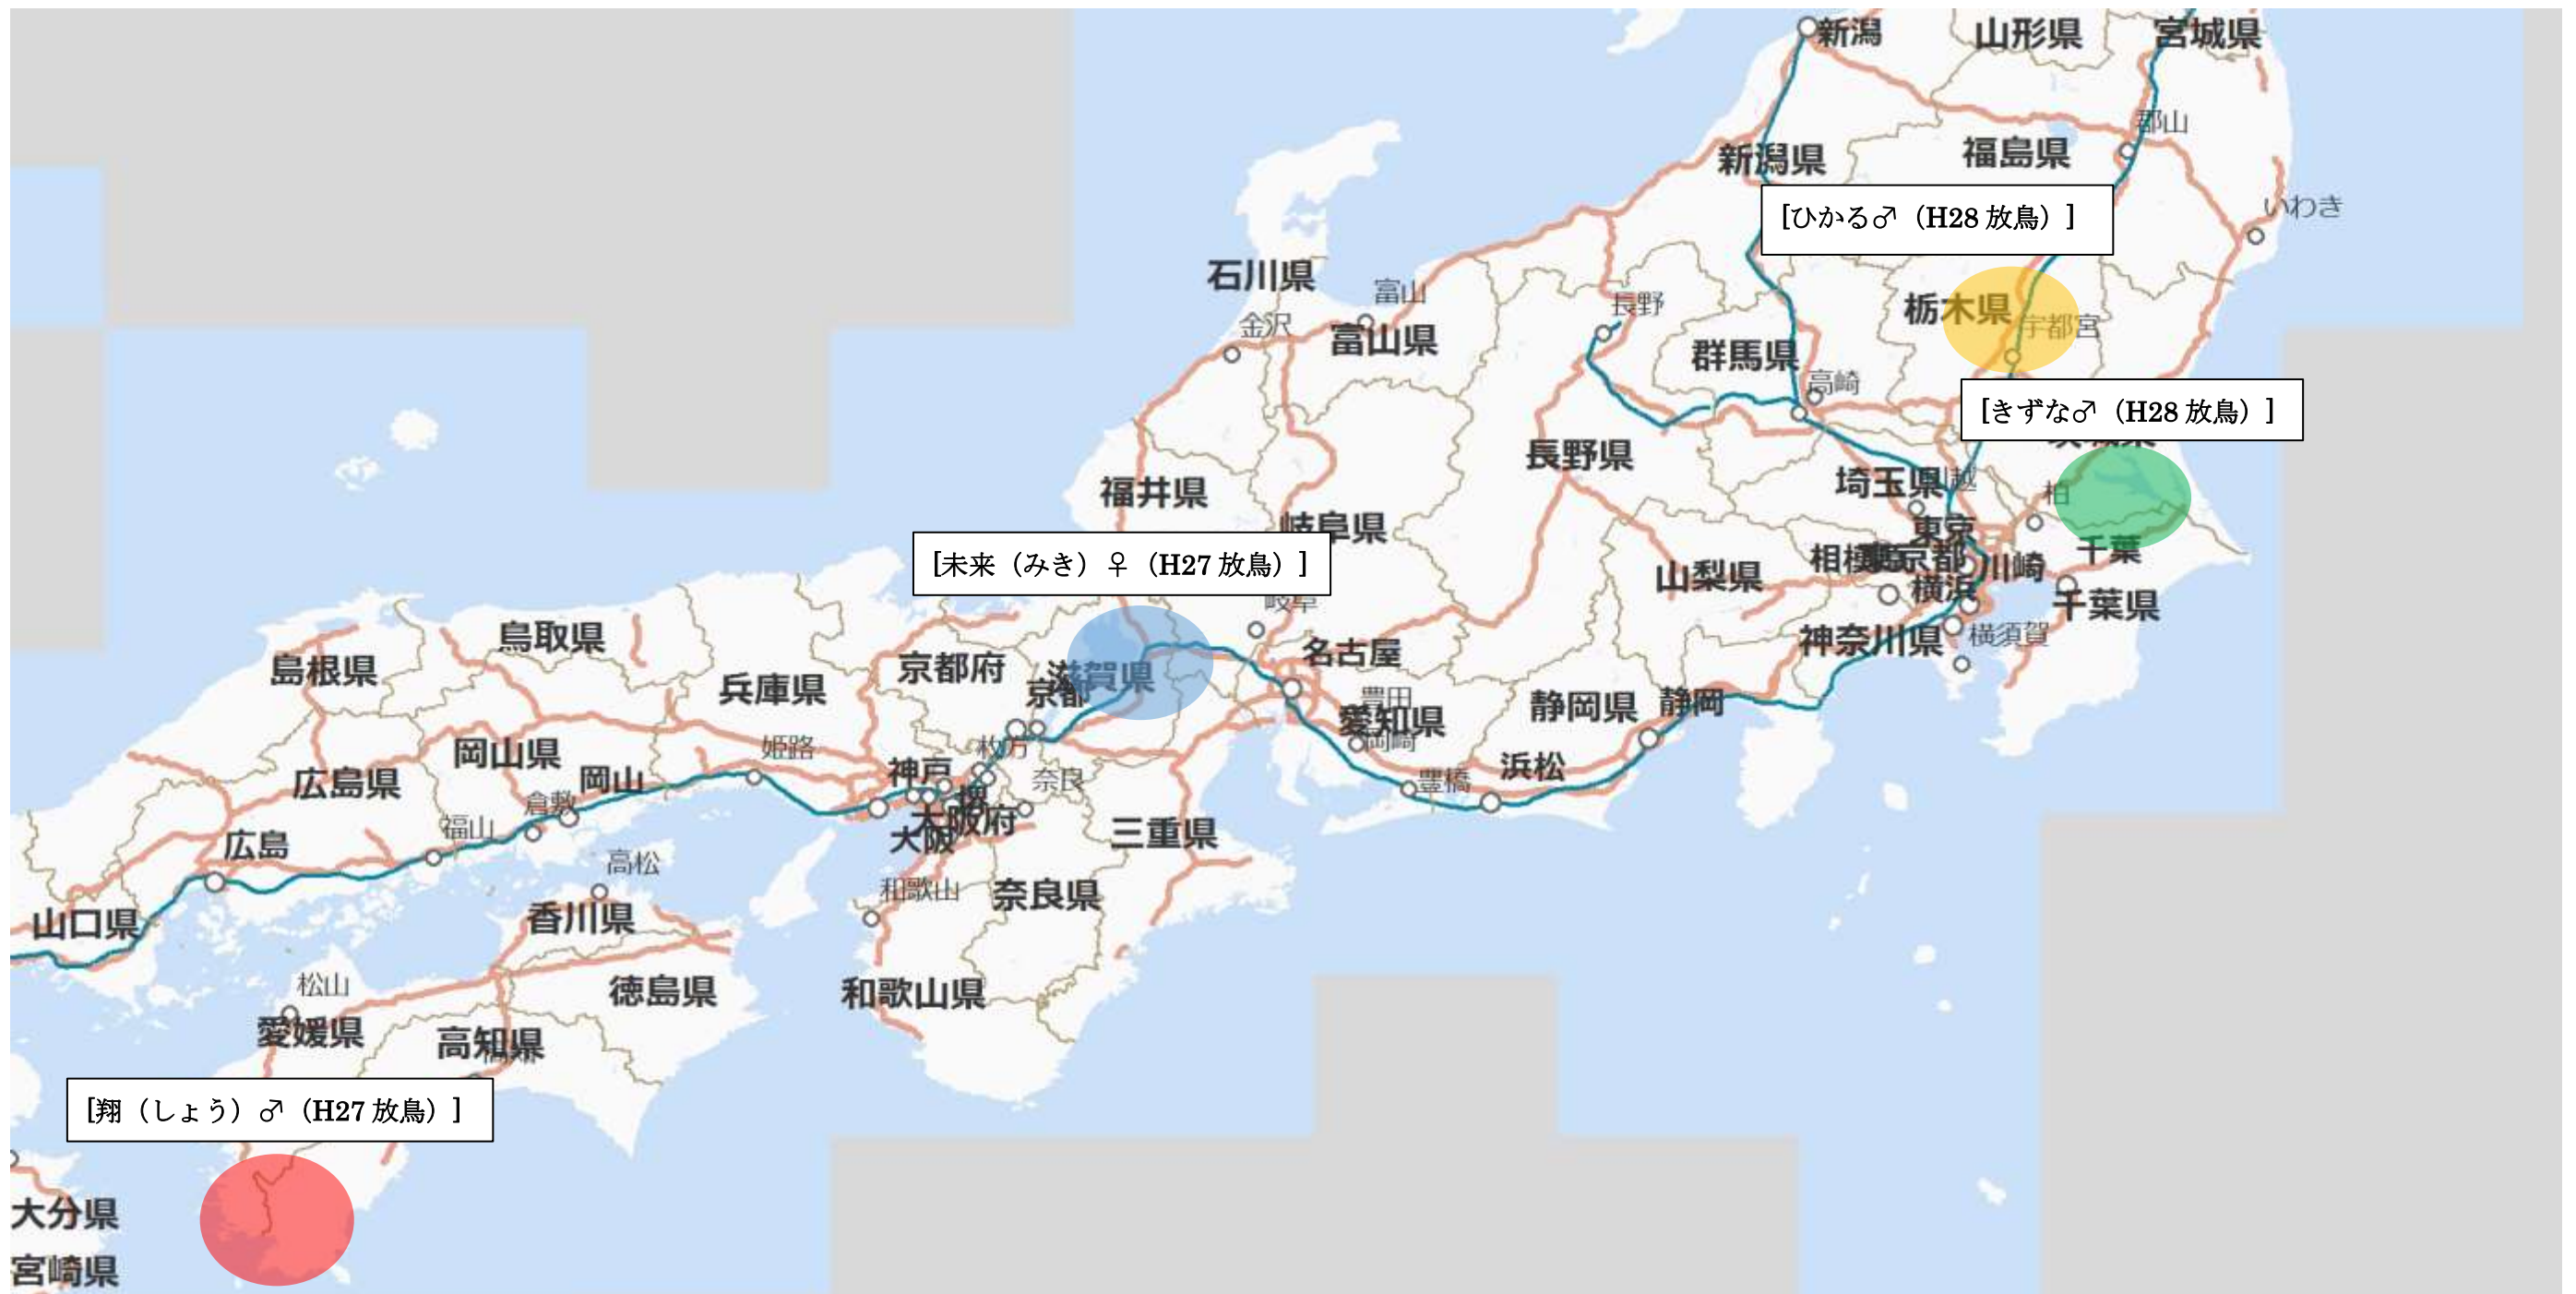 新潟
山形県
宮城県
郡山
新潟県
福島県
いわき
[ひかる♂（H28 放鳥）]
石川県
富山
長野
栃木県
宇都宮
金沢
富山県
群馬県
高崎
[きずな♂（H28 放鳥）]
長野県
福井県
埼玉県
川越
柏
岐阜県
東京
[未来（みき）♀（H27 放鳥）]
千葉
東京都
川崎
山梨県
横浜
岐阜
千葉県
鳥取県
神奈川県
横須賀
島根県
京都府
名古屋
滋賀県
兵庫県
京都
豊田
静岡県
静岡
愛知県
岡崎
岡山県
姫路
枚方
広島県
岡山
神戸
奈良
浜松
豊橋
倉敷
堺
福山
大阪府
広島
大阪
三重県
高松
和歌山
奈良県
山口県
香川県
松山
徳島県
和歌山県
愛媛県
高知県
[翔（しょう）♂（H27 放鳥）]
大分県
宮崎県